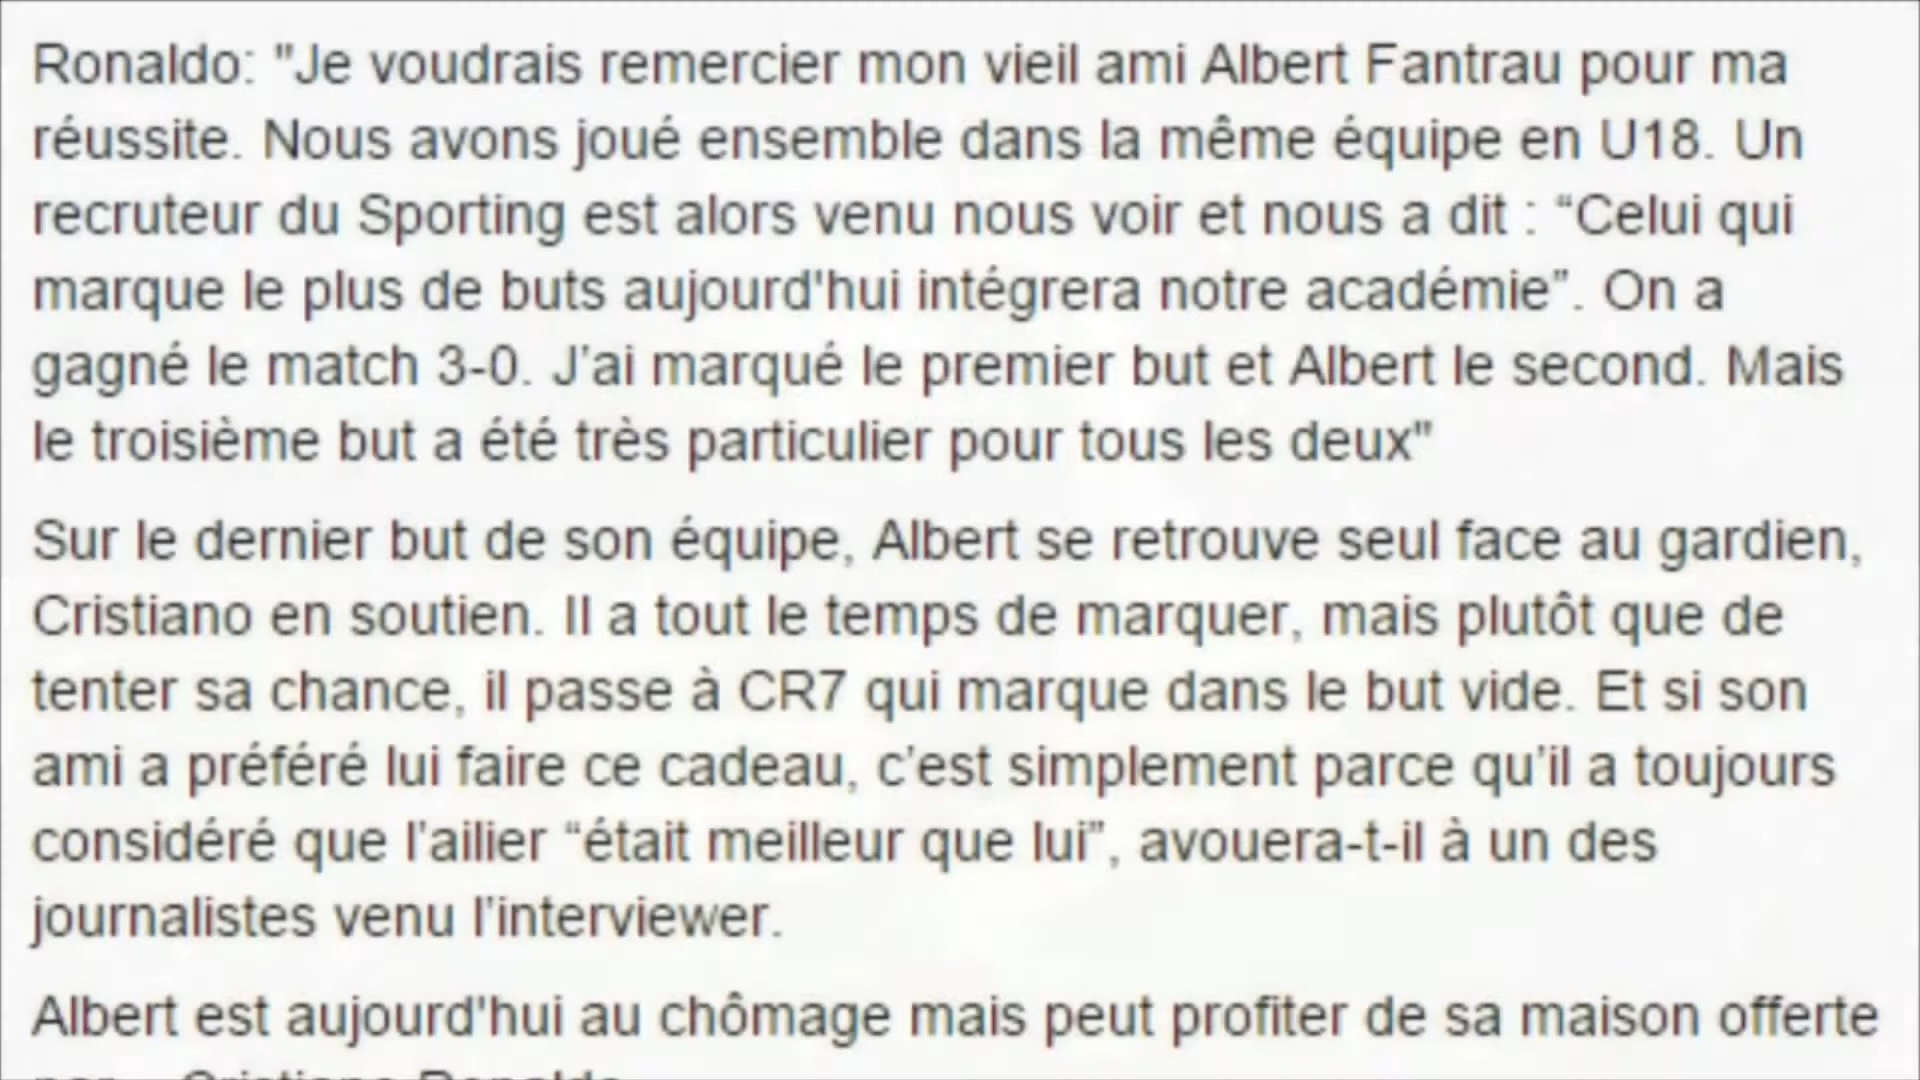 Ronaldo: "Je voudrais remercier mon vieil ami Albert Fantrau pour ma
réussite. Nous avons joué ensemble dans la même équipe en U18. Un
recruteur du Sporting est alors venu nous voir et nous a dit : “Celui qui
marque le plus de buts aujourd'hui intégrera notre académie”. On a
gagné le match 3-0. J’ai marqué le premier but et Albert le second. Mais
le troisième but a été très particulier pour tous les deux"
Sur le dernier but de son équipe, Albert se retrouve seul face au gardien,
Cristiano en soutien. Il a tout le temps de marquer, mais plutôt que de
tenter sa chance, il passe à CR7 qui marque dans le but vide. Et si son
ami a préféré lui faire ce cadeau, c’est simplement parce qu’il a toujours
considéré que l’ailier “était meilleur que lui”, avouera-t-il à un des
journalistes venu l’interviewer.
Albert est aujourd'hui au chômage mais peut profiter de sa maison offerte
Cristiano Ronaldo